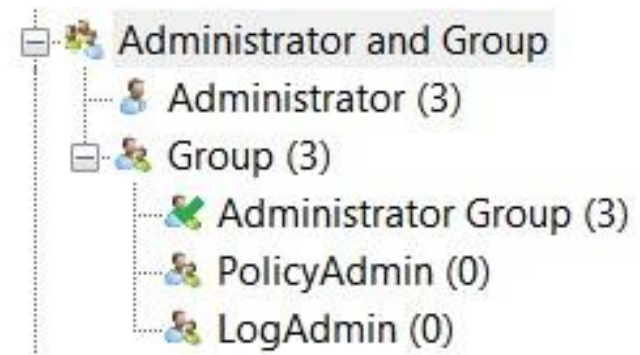 Administrator and Group
Administrator (3)
Group (3)
Administrator Group (3)
PolicyAdmin (0)
LogAdmin (0)